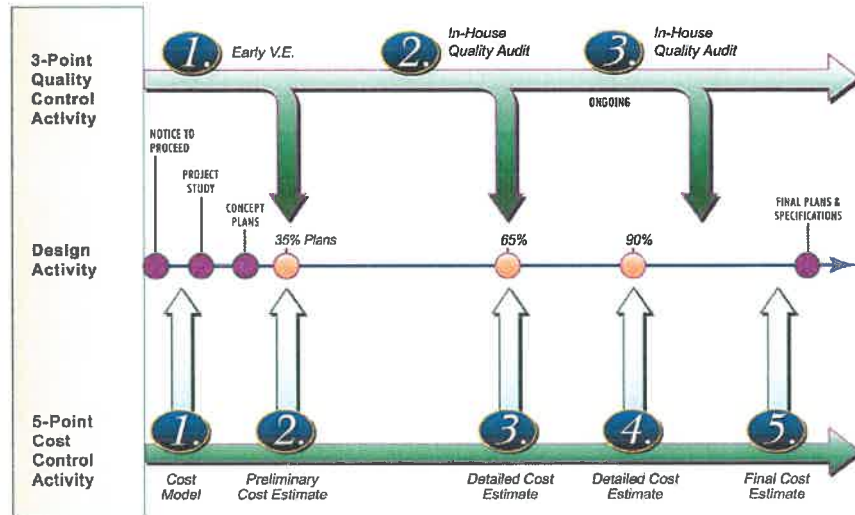 3-Point
Quality
Control
Activity
1.
Early V.E.
2.
In-House
Quality Audit
3.
In-House
Quality Audit
ONGOING
NOTICE TO
PROCEED
PROJECT
STUDY
CONCEPT
PLANS
FINAL PLANS &
SPECIFICATIONS
Design
Activity
35% Plans
65%
90%
5-Point
Cost
Control
Activity
1.
2.
3.
4.
5.
Cost
Model
Preliminary
Cost Estimate
Detailed Cost
Estimate
Detailed Cost
Estimate
Final Cost
Estimate